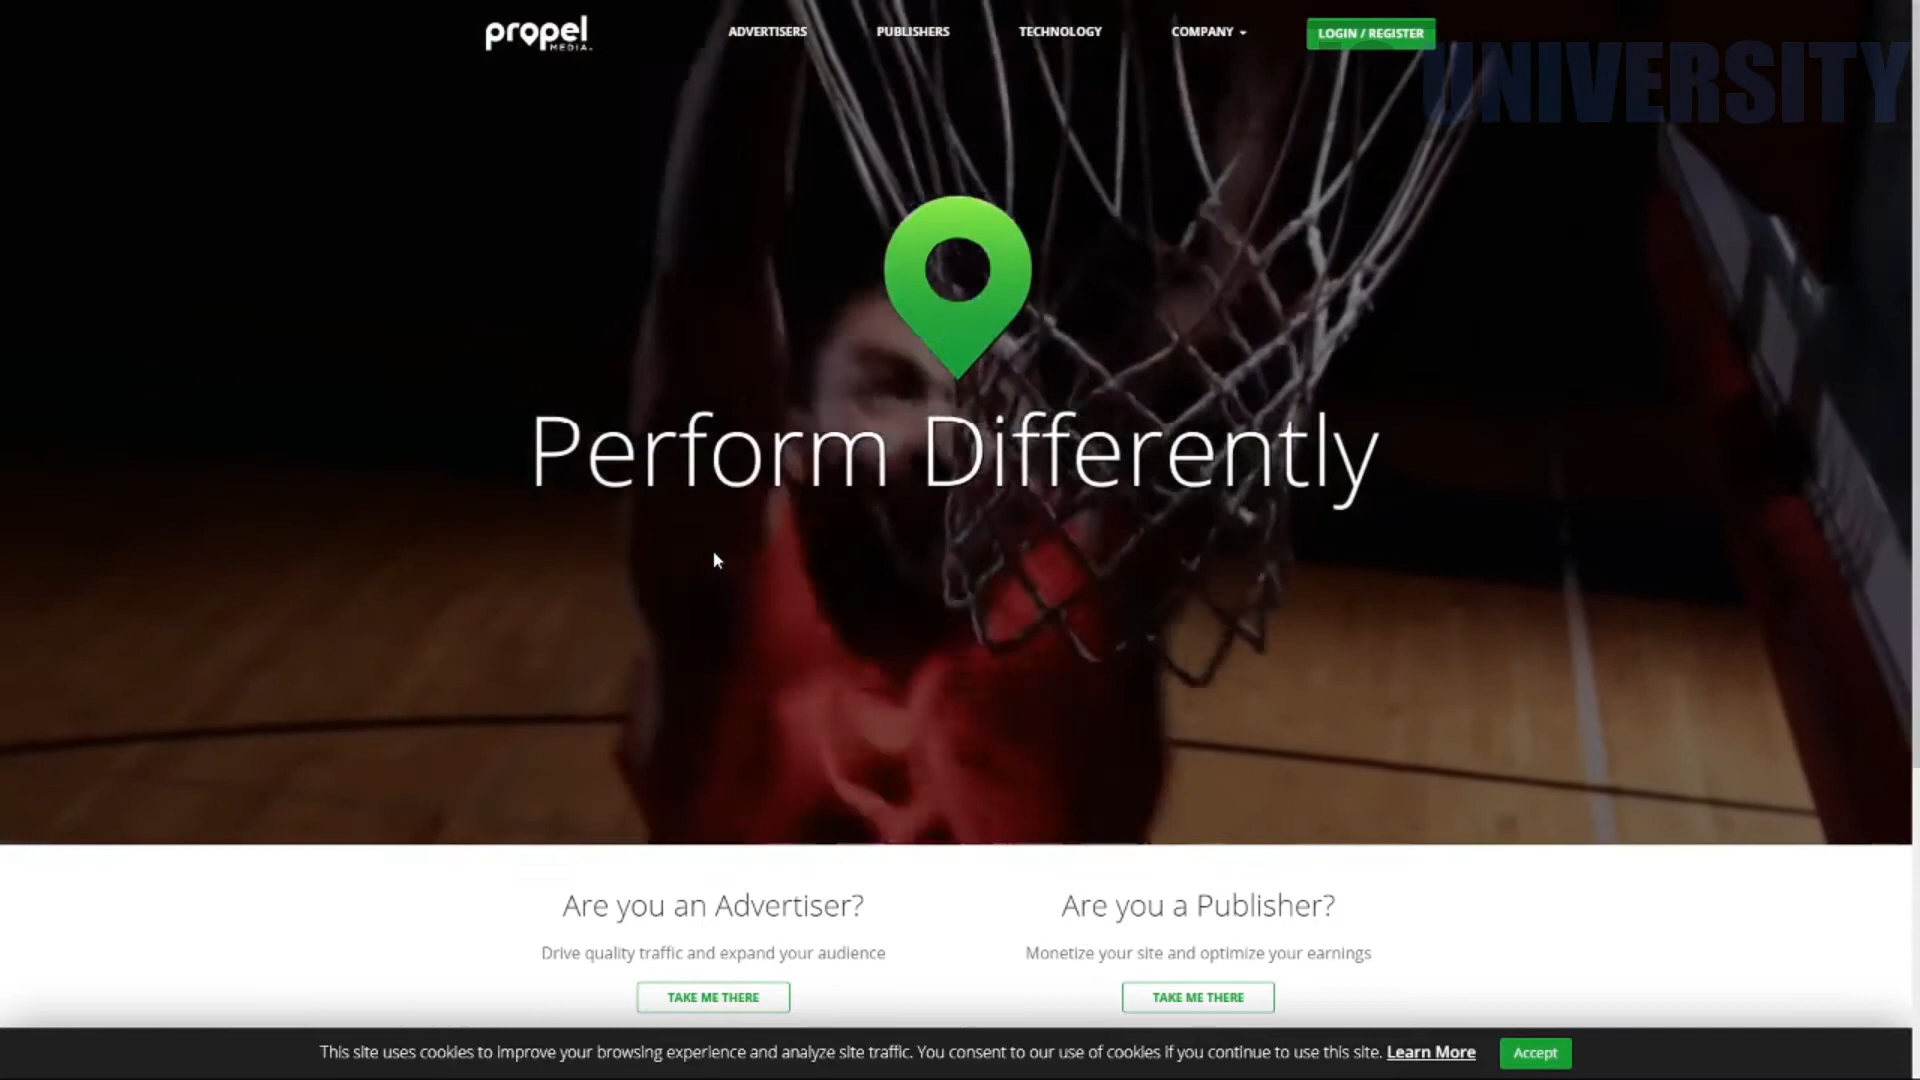 propel
MEDIA
ADVERTISERS
PUBLISHERS
TECHNOLOGY
COMPANY
LOGIN / REGISTER
UNIVERSITY
Perform Differently
Are you an Advertiser?
Drive quality traffic and expand your audience
TAKE ME THERE
Are you a Publisher?
Monetize your site and optimize your earnings
TAKE ME THERE
This site uses cookies to improve your browsing experience and analyze site traffic. You consent to our use of cookies if you continue to use this site. Learn More
Accept